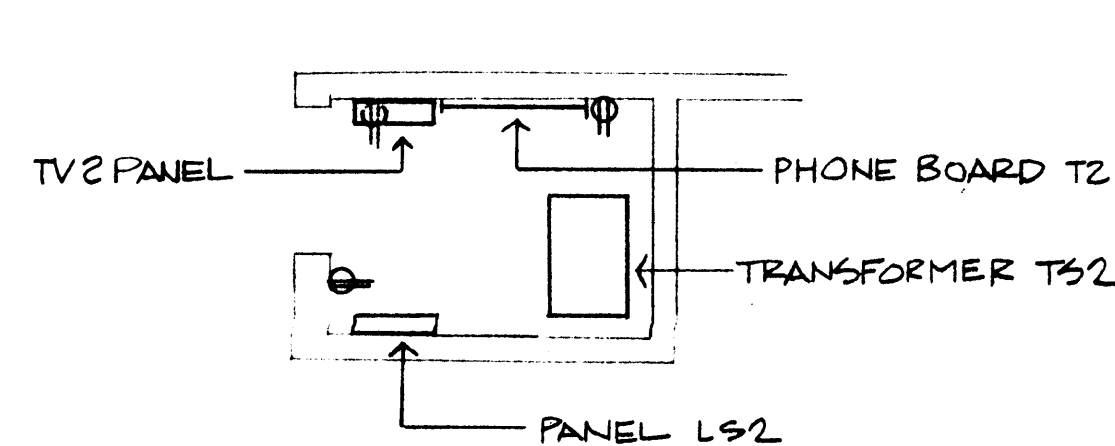 TV2 PANEL
PHONE BOARD T2
TRANSFORMER TS2
PANEL LS2